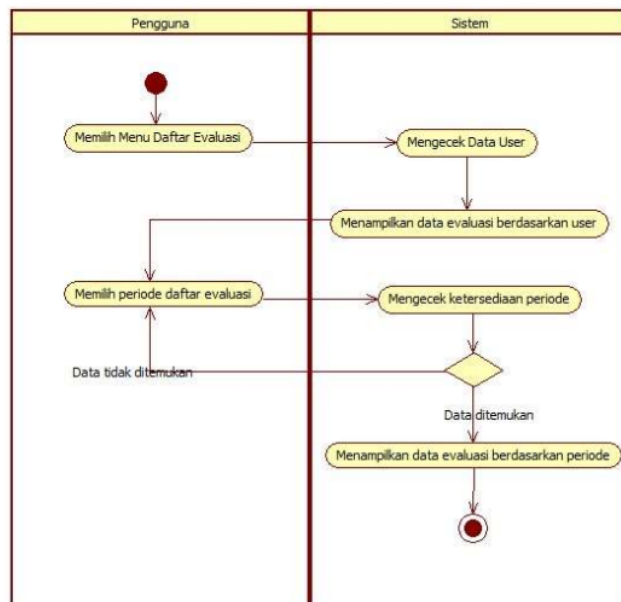 Pengguna
Sistem
Memilih Menu Daftar Evaluasi
Mengecek Data User
Menampilkan data evaluasi berdasarkan user
Memilih periode daftar evaluasi
Mengecek ketersediaan periode
Data tidak ditemukan
Data ditemukan
Menampilkan data evaluasi berdasarkan periode